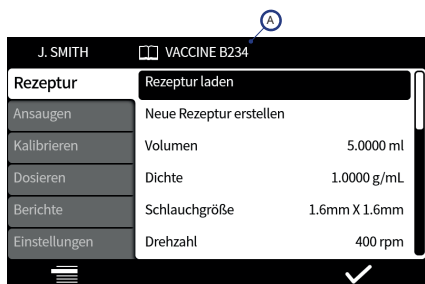 A
J. SMITH VACCINE B234
Rezeptur
Ansaugen
Kalibrieren
Dosieren
Berichte
Einstellungen
Rezeptur laden
Neue Rezeptur erstellen
Volumen 5.0000 ml
Dichte 1.0000 g/mL
Schlauchgröße 1.6mm X 1.6mm
Drehzahl 400 rpm